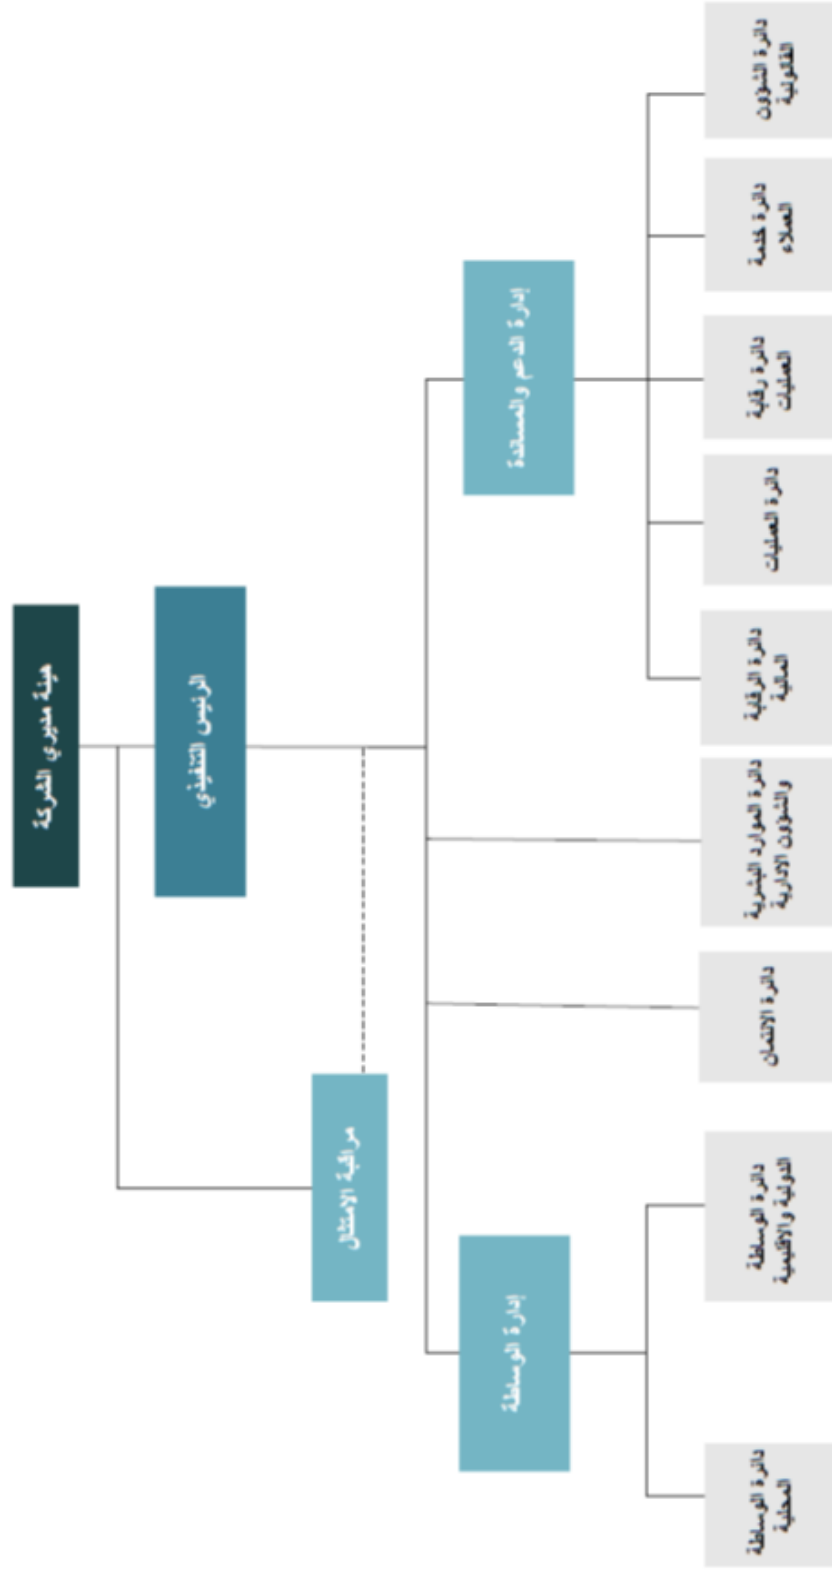 هيئة مديري الشركة
الرئيس التنفيذي
مراقبة الامتثال
إدارة الدعم والمساندة
إدارة الوساطة
دائرة الشؤون
القانونية
دائرة خدمة
العملاء
دائرة رقابة
العمليات
دائرة العمليات
دائرة الرقابة
المالية
دائرة الموارد البشرية
والشؤون الادارية
دائرة الائتمان
دائرة الوساطة
الدولية والاقليمية
دائرة الوساطة
المحلية